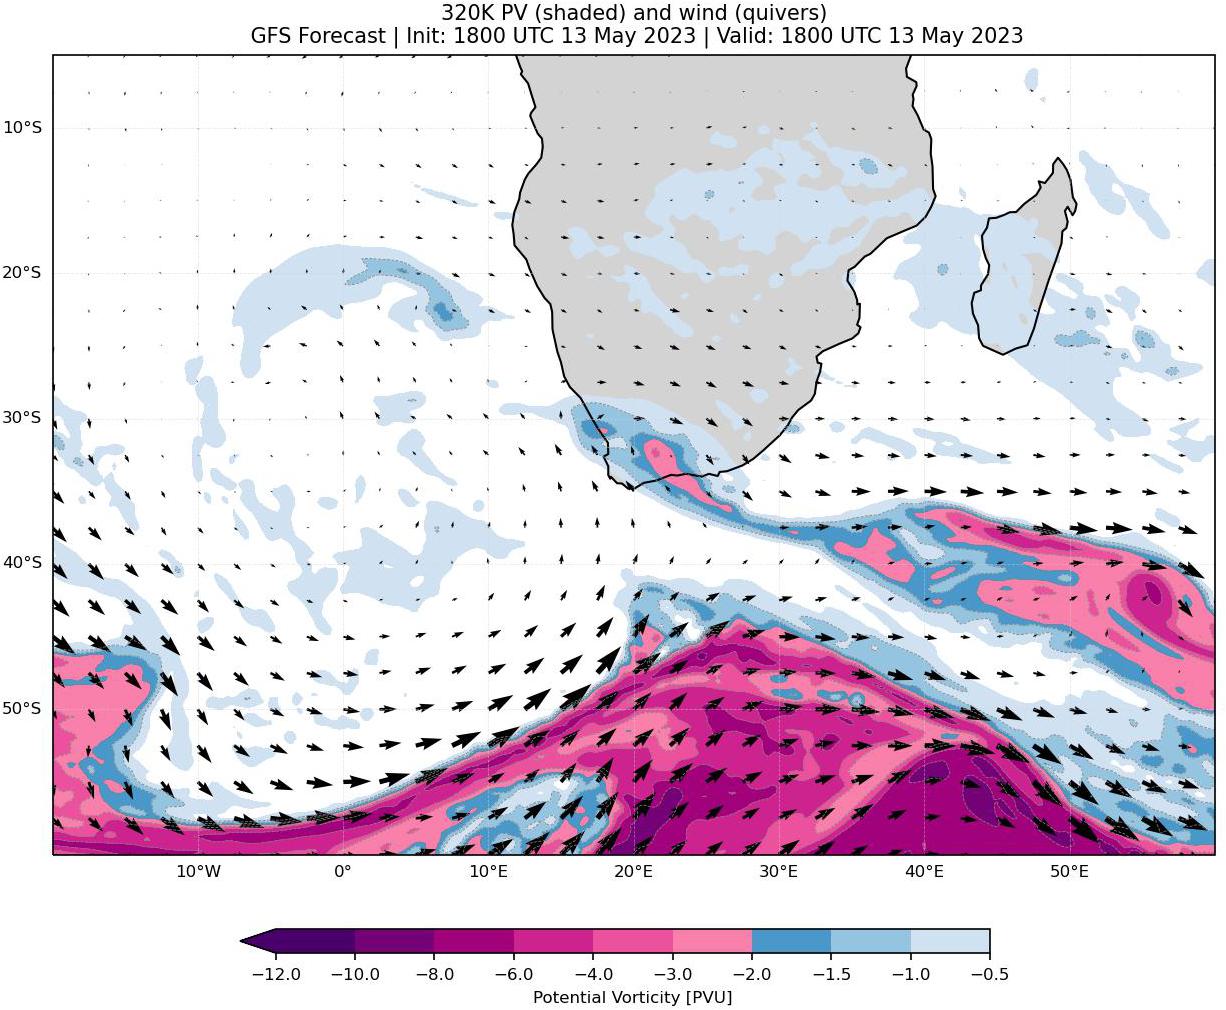 320K PV (shaded) and wind (quivers)
GFS Forecast | Init: 1800 UTC 13 May 2023 | Valid: 1800 UTC 13 May 2023
10°S
20°S
30°S
40°S
50°S
10°W 0° 10°E 20°E 30°E 40°E 50°E
−12.0 −10.0 −8.0 −6.0 −4.0 −3.0 −2.0 −1.5 −1.0 −0.5
Potential Vorticity [PVU]